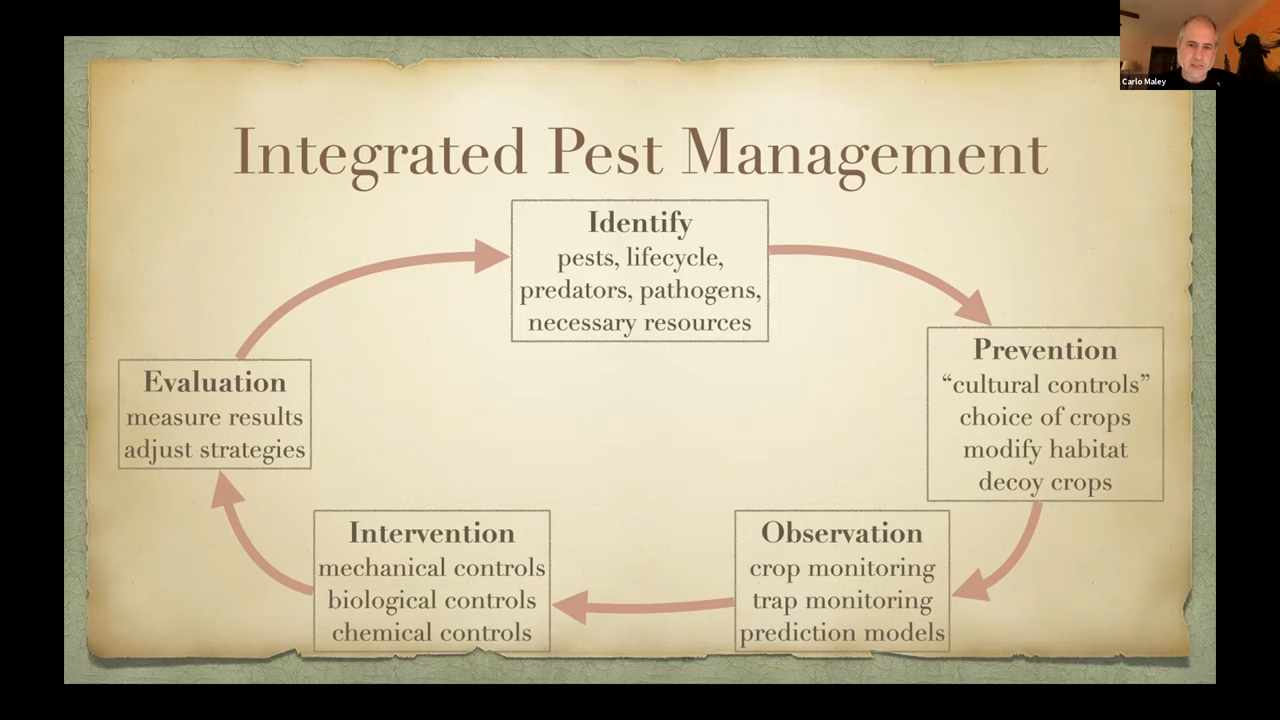 Carlo Maley
Integrated Pest Management
Identify
pests, lifecycle,
predators, pathogens,
necessary resources
Prevention
“cultural controls”
choice of crops
modify habitat
decoy crops
Observation
crop monitoring
trap monitoring
prediction models
Intervention
mechanical controls
biological controls
chemical controls
Evaluation
measure results
adjust strategies